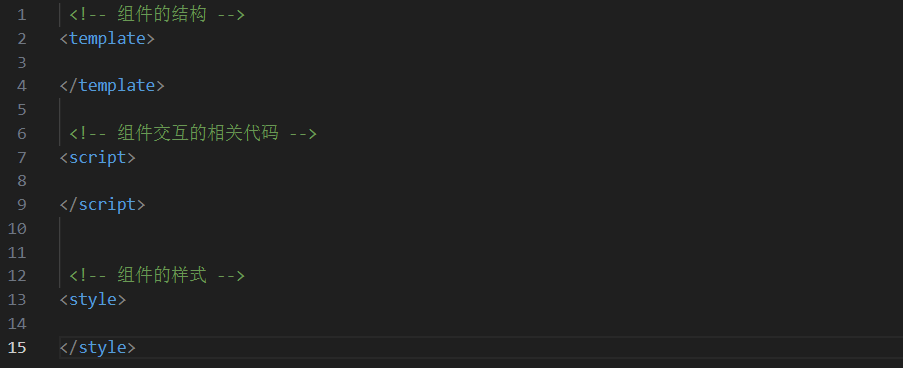 1 <!-- 组件的结构 -->
2 <template>
3
4 </template>
5
6 <!-- 组件交互的相关代码 -->
7 <script>
8
9 </script>
10
11
12 <!-- 组件的样式 -->
13 <style>
14
15 </style>